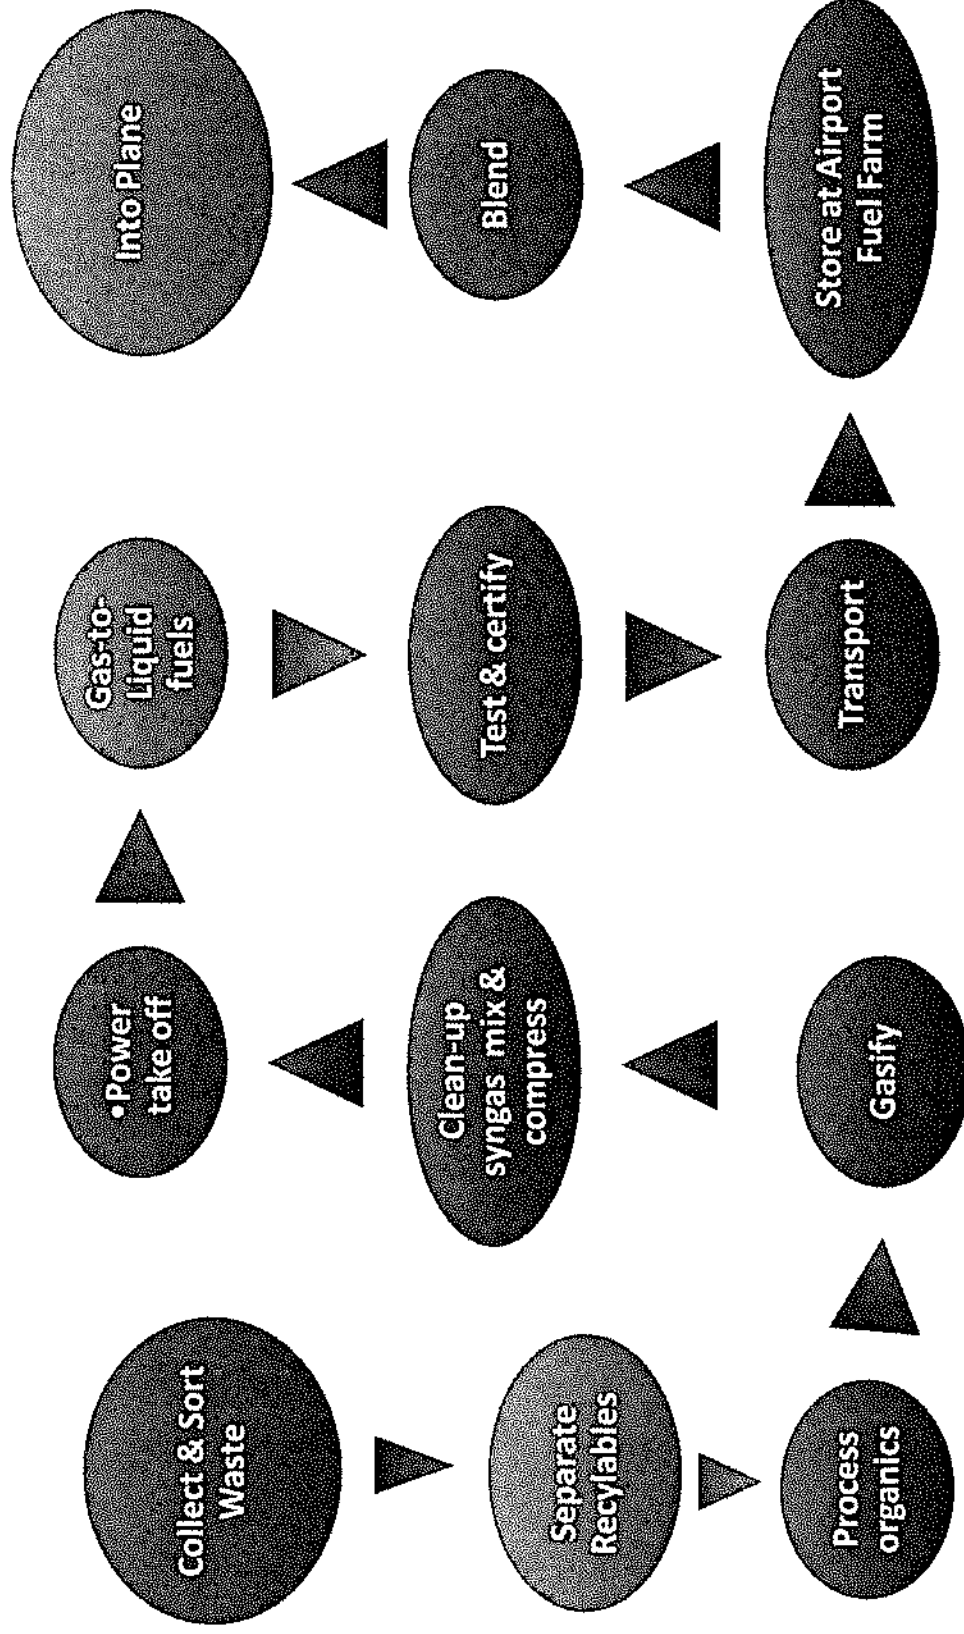 Collect & Sort
Waste
Separate
Recylables
Process
organics
Gasify
Clean-up
syngas mix &
compress
•Power
take off
Gas-to-
Liquid
fuels
Test & certify
Transport
Store at Airport
Fuel Farm
Blend
Into Plane